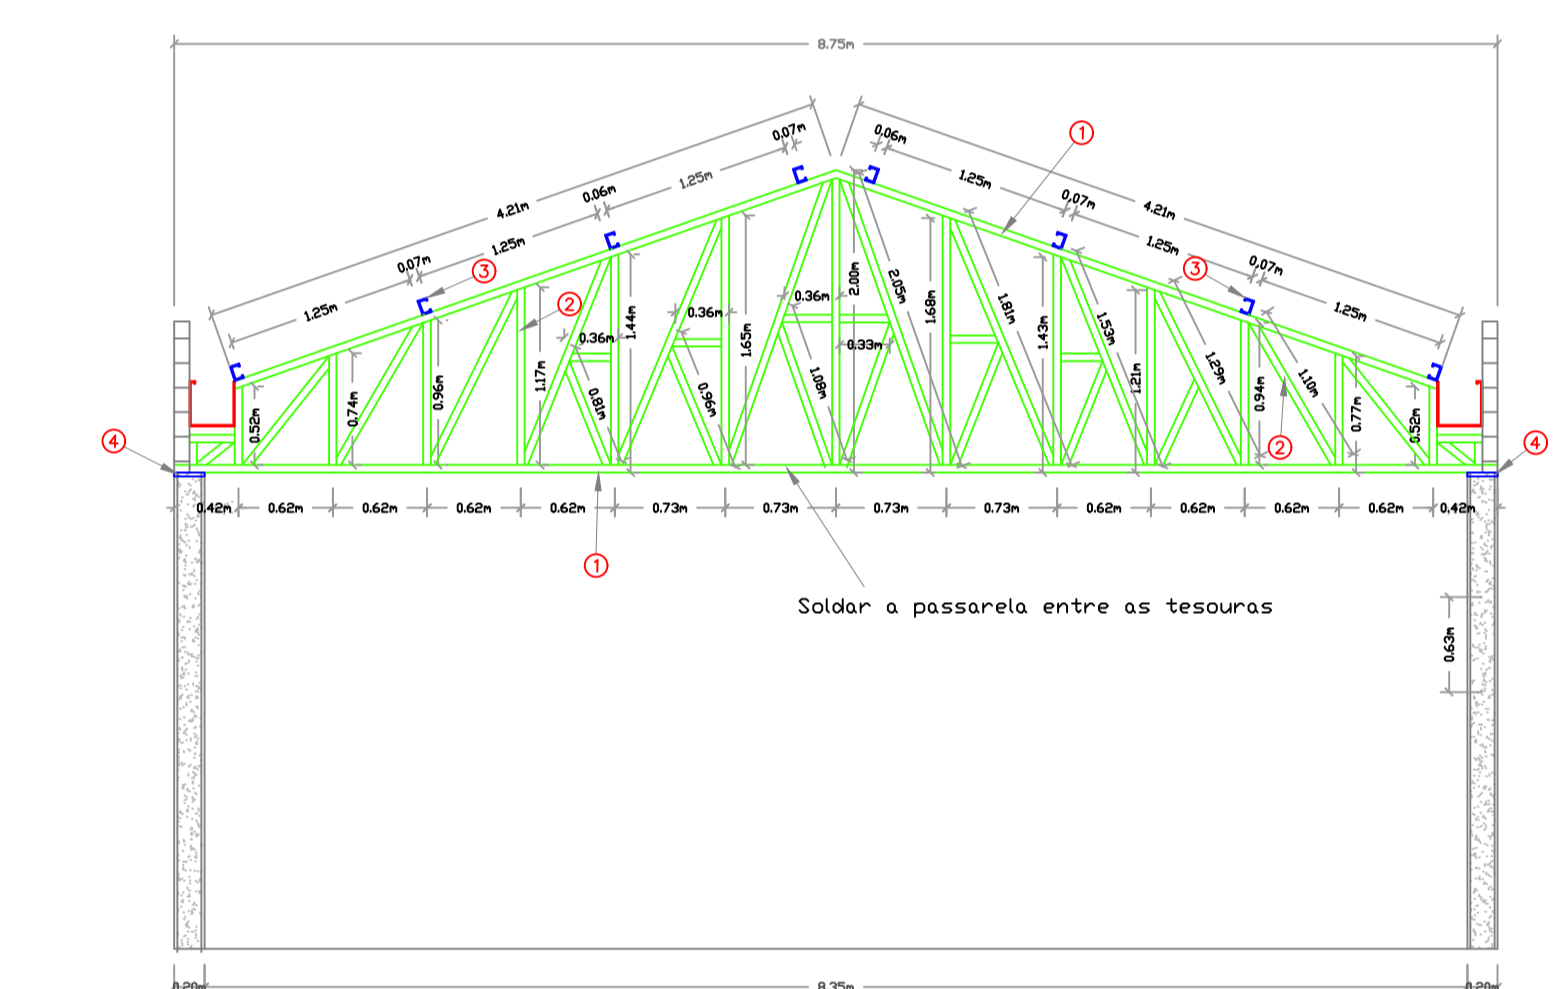 8.75m
0.07m
0.06m
1
1.25m
1.25m
0.06m
0.07m
4.21m
4.21m
1.25m
1.25m
0.07m
3
3
0.07m
1.25m
1.25m
2
0.36m
0.36m
0.36m
0.33m
2.00m
2.05m
1.68m
1.81m
1.43m
1.53m
1.44m
1.65m
1.17m
1.21m
1.29m
1.10m
0.94m
0.96m
0.81m
0.96m
1.08m
0.74m
0.77m
0.52m
0.52m
4
2
4
0.42m 0.62m 0.62m 0.62m 0.62m 0.73m 0.73m 0.73m 0.73m 0.62m 0.62m 0.62m 0.62m 0.42m
1
Soldar a passarela entre as tesouras
0.63m
0.20m 8.35m 0.20m